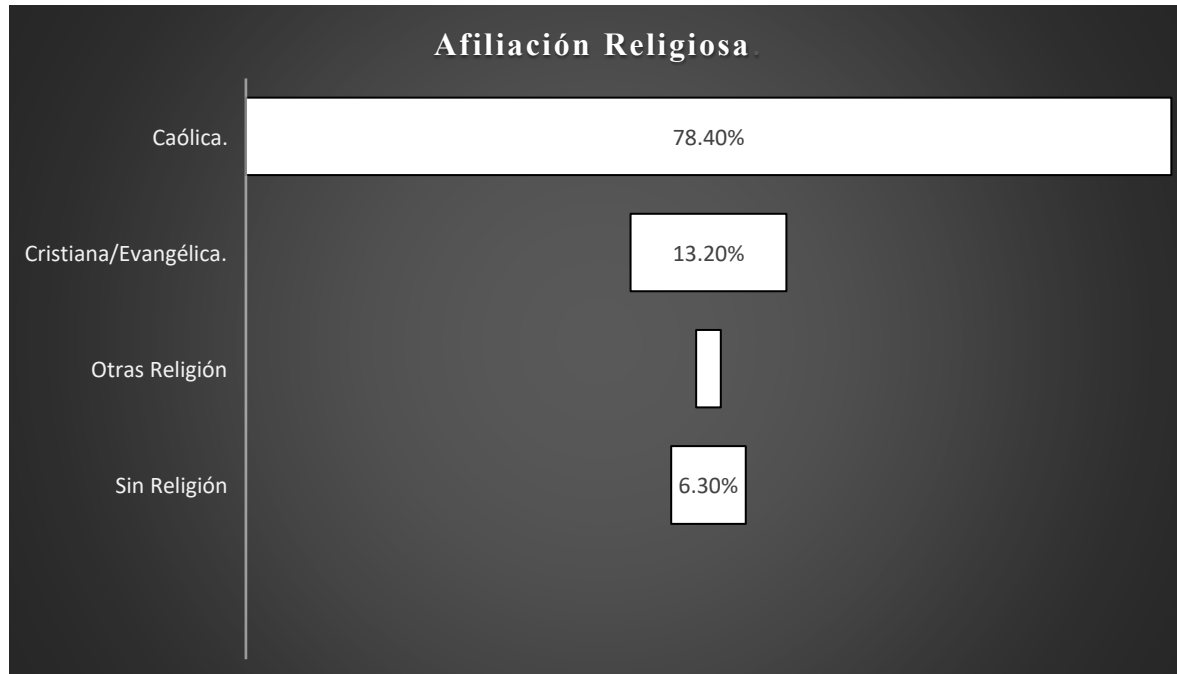 Afiliación Religiosa.
Caólica.
78.40%
Cristiana/Evangélica.
13.20%
Otras Religión
Sin Religión
6.30%